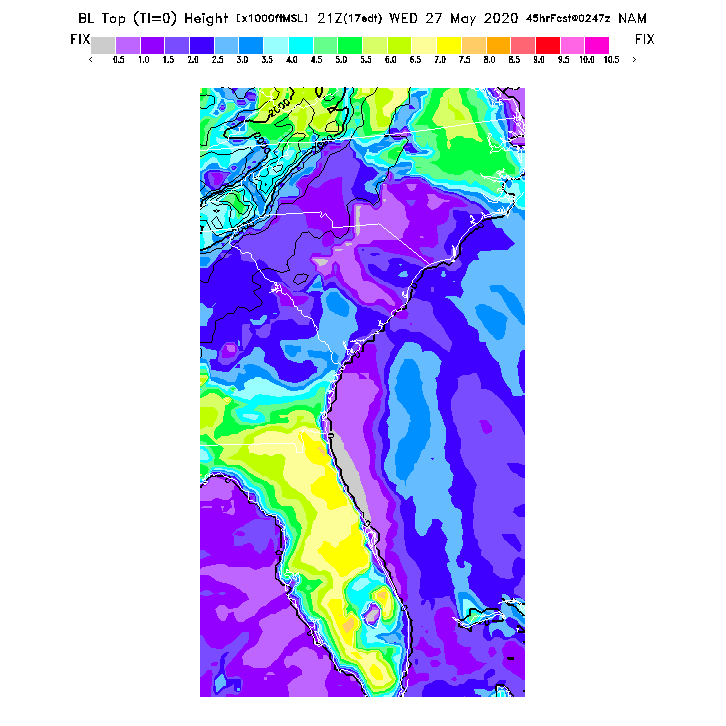 BL Top (TI=0) Height [x1000ftMSL] 21Z(17edt) WED 27 May 2020 45hrFcst@0247z NAM
FIX FIX
< 0.5 1.0 1.5 2.0 2.5 3.0 3.5 4.0 4.5 5.0 5.5 6.0 6.5 7.0 7.5 8.0 8.5 9.0 9.5 10.0 10.5 >
2000